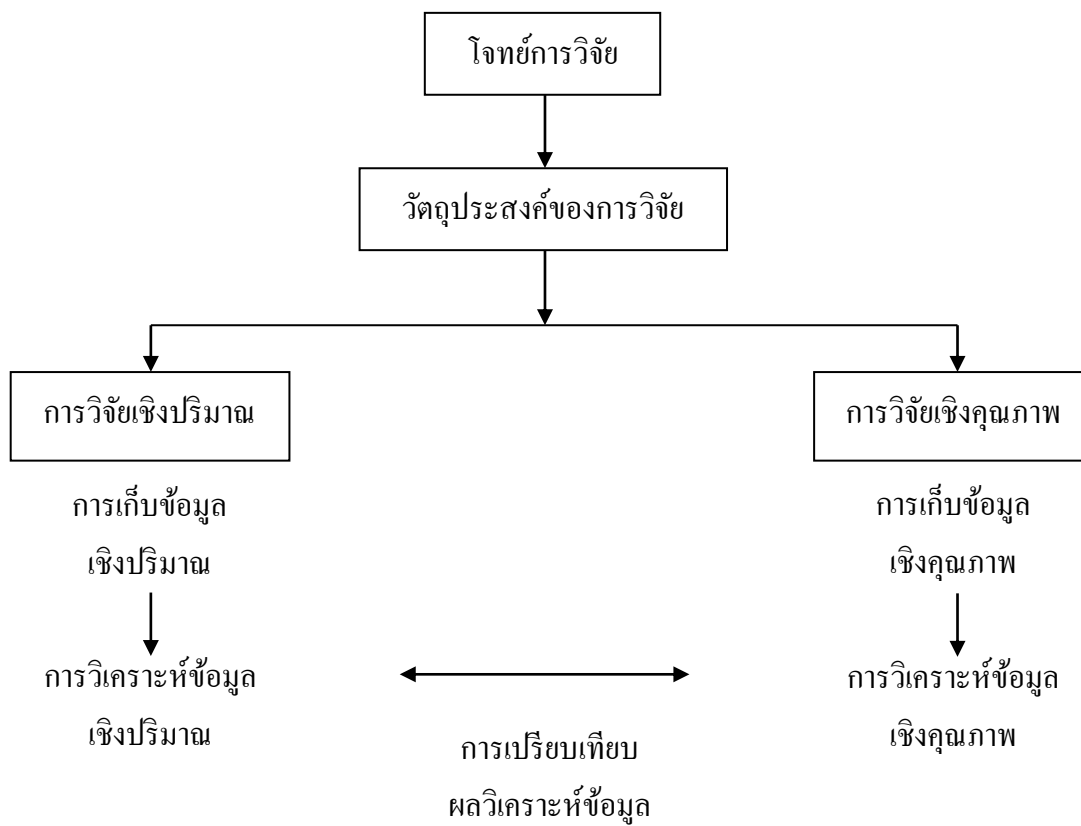 โจทย์การวิจัย
วัตถุประสงค์ของการวิจัย
การวิจัยเชิงปริมาณ
การวิจัยเชิงคุณภาพ
การเก็บข้อมูล
เชิงปริมาณ
การเก็บข้อมูล
เชิงคุณภาพ
การวิเคราะห์ข้อมูล
เชิงปริมาณ
การวิเคราะห์ข้อมูล
เชิงคุณภาพ
การเปรียบเทียบ
ผลวิเคราะห์ข้อมูล